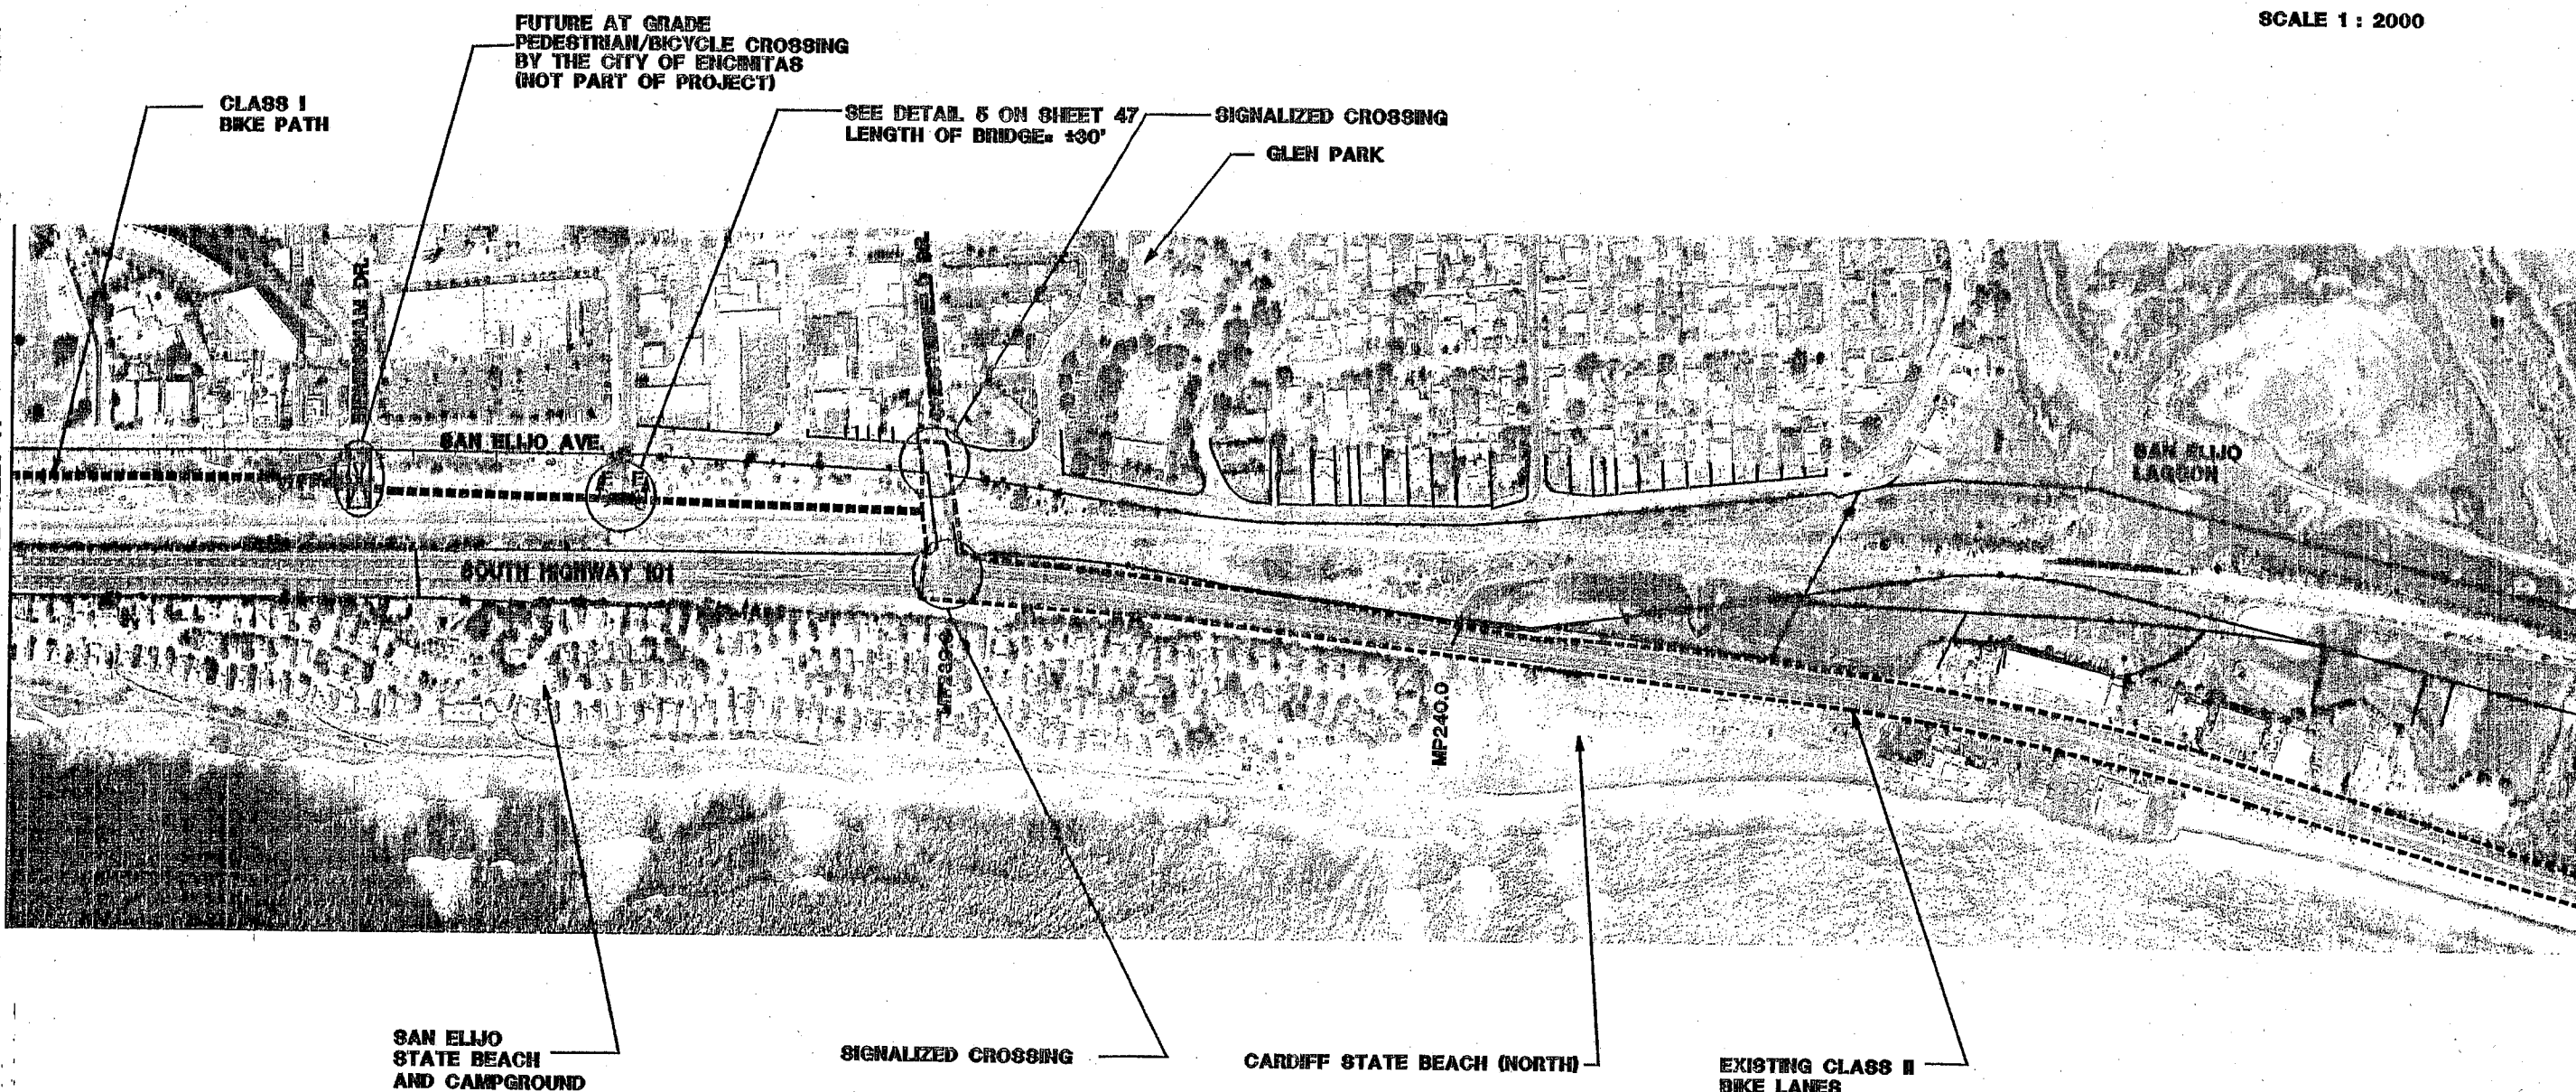 SCALE 1 : 2000
FUTURE AT GRADE
PEDESTRIAN/BICYCLE CROSSING
BY THE CITY OF ENCINITAS
(NOT PART OF PROJECT)
CLASS I
BIKE PATH
SEE DETAIL 5 ON SHEET 47
LENGTH OF BRIDGE= ±30'
SIGNALIZED CROSSING
GLEN PARK
BIRMINGHAM DR.
SAN ELIJO AVE.
SAN ELIJO
LAGOON
SOUTH HIGHWAY 101
MP240.0
SAN ELIJO
STATE BEACH
AND CAMPGROUND
SIGNALIZED CROSSING
CARDIFF STATE BEACH (NORTH)
EXISTING CLASS II
BIKE LANES